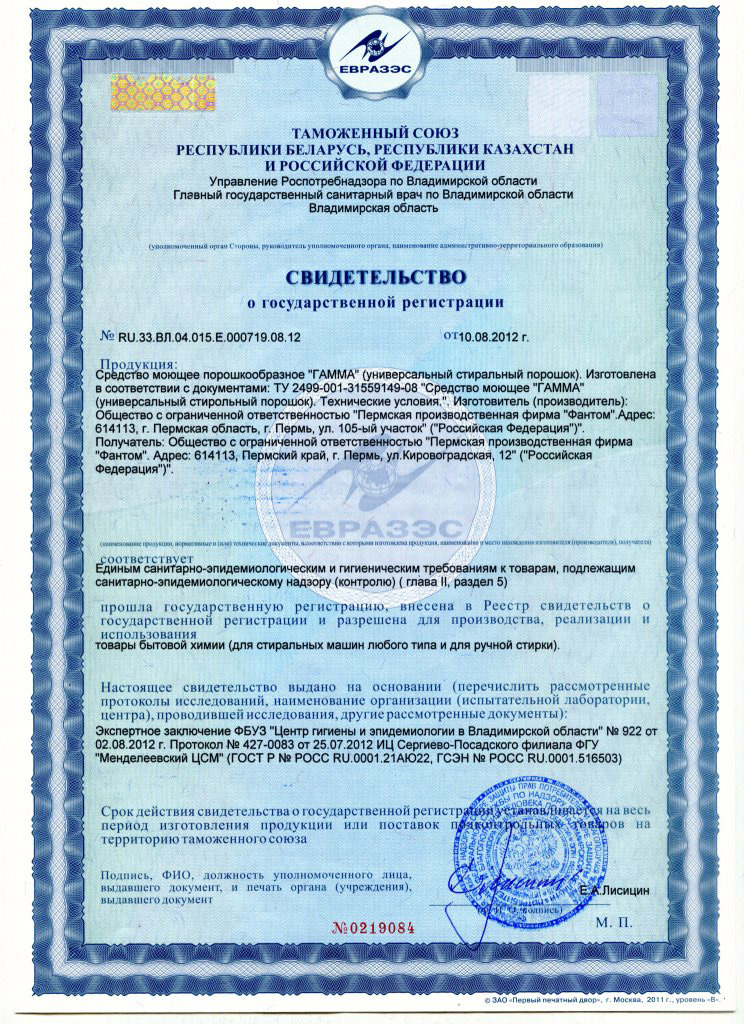 ЕВРАЗЭС
ТАМОЖЕННЫЙ СОЮЗ
РЕСПУБЛИКИ БЕЛАРУСЬ, РЕСПУБЛИКИ КАЗАХСТАН
И РОССИЙСКОЙ ФЕДЕРАЦИИ
Управление Роспотребнадзора по Владимирской области
Главный государственный санитарный врач по Владимирской области
Владимирская область
(уполномоченный орган Стороны, руководитель уполномоченного органа, наименование административно-территориального образования)
СВИДЕТЕЛЬСТВО
о государственной регистрации
№ RU.33.ВЛ.04.015.Е.000719.08.12 от 10.08.2012 г.
Продукция:
Средство моющее порошкообразное "ГАММА" (универсальный стиральный порошок). Изготовлена
в соответствии с документами: ТУ 2499-001-31559149-08 "Средство моющее "ГАММА"
(универсальный стирольный порошок). Технические условия.". Изготовитель (производитель):
Общество с ограниченной ответственностью "Пермская производственная фирма "Фантом".Адрес:
614113, г. Пермская область, г. Пермь, ул. 105-ый участок" ("Российская Федерация")".
Получатель: Общество с ограниченной ответственностью "Пермская производственная фирма
"Фантом". Адрес: 614113, Пермский край, г. Пермь, ул.Кировоградская, 12" ("Российская
Федерация")".
ЕВРАЗЭС
(наименование продукции, нормативные и (или) технические документы, в соответствии с которыми изготовлена продукция, наименование и место нахождения изготовителя (производителя), получателя)
соответствует
Единым санитарно-эпидемиологическим и гигиеническим требованиям к товарам, подлежащим
санитарно-эпидемиологическому надзору (контролю) ( глава II, раздел 5)
прошла государственную регистрацию, внесена в Реестр свидетельств о
государственной регистрации и разрешена для производства, реализации и
использования
товары бытовой химии (для стиральных машин любого типа и для ручной стирки).
Настоящее свидетельство выдано на основании (перечислить рассмотренные
протоколы исследований, наименование организации (испытательной лаборатории,
центра), проводившей исследования, другие рассмотренные документы):
Экспертное заключение ФБУЗ "Центр гигиены и эпидемиологии в Владимирской области" № 922 от
02.08.2012 г. Протокол № 427-0083 от 25.07.2012 ИЦ Сергиево-Посадского филиала ФГУ
"Менделеевский ЦСМ" (ГОСТ Р № РОСС RU.0001.21АЮ22, ГСЭН № РОСС RU.0001.516503)
Срок действия свидетельства о государственной регистрации устанавливается на весь
период изготовления продукции или поставок подконтрольных товаров на
территорию таможенного союза
Подпись, ФИО, должность уполномоченного лица,
выдавшего документ, и печать органа (учреждения),
выдавшего документ
Е.А.Лисицин
подпись)
№0219084
М. П.
© ЗАО «Первый печатный двор», г. Москва, 2011 г., уровень «В».